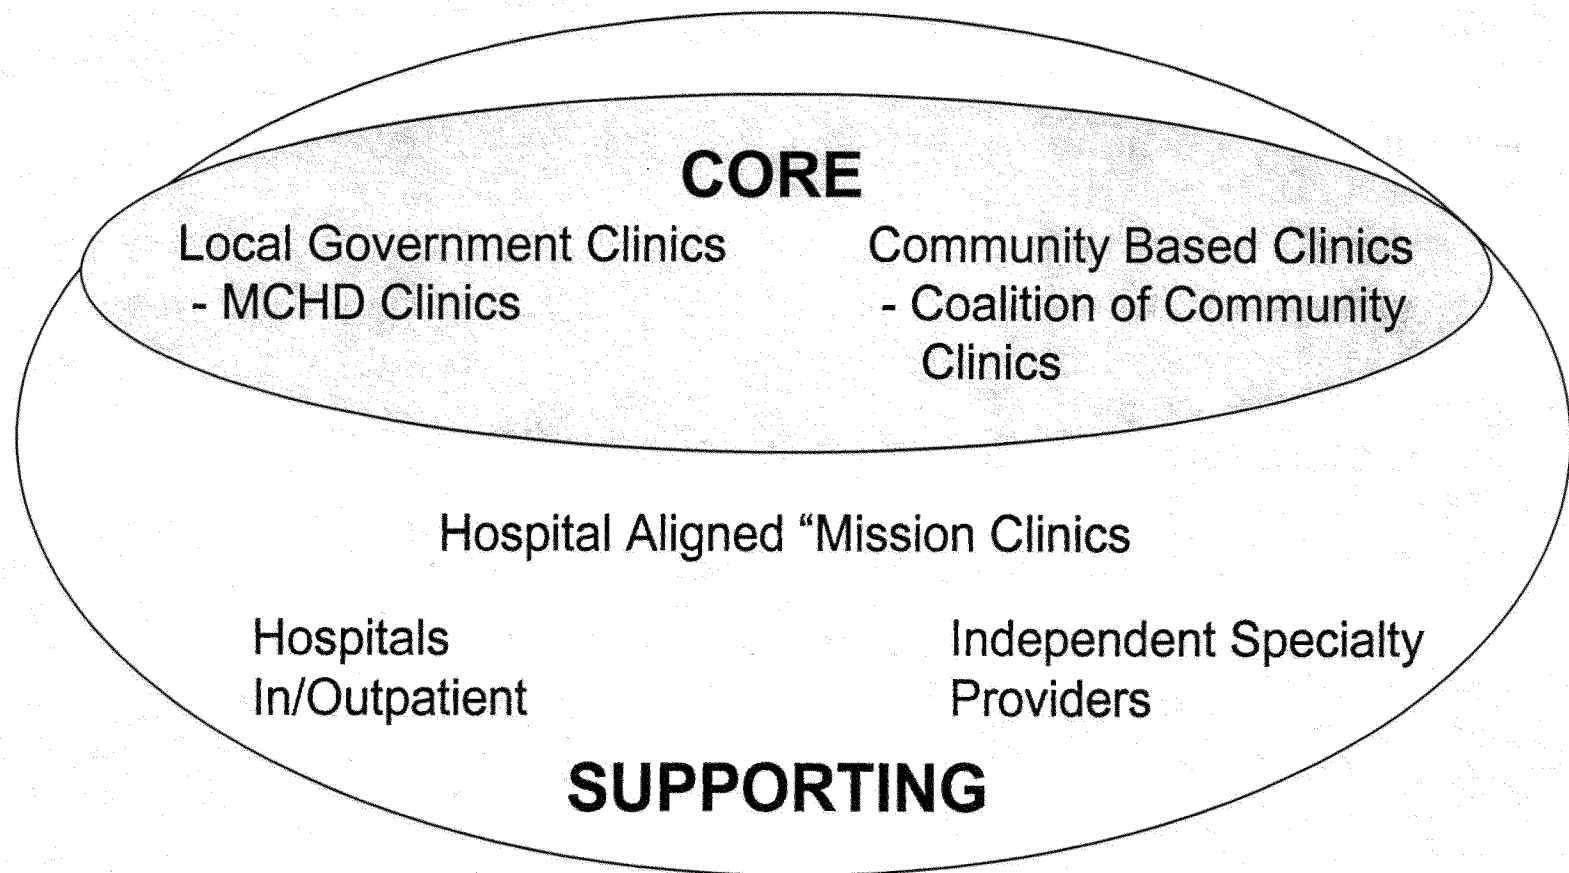 CORE
Local Government Clinics
- MCHD Clinics
Community Based Clinics
- Coalition of Community
Clinics
Hospital Aligned “Mission Clinics
Hospitals
In/Outpatient
Independent Specialty
Providers
SUPPORTING